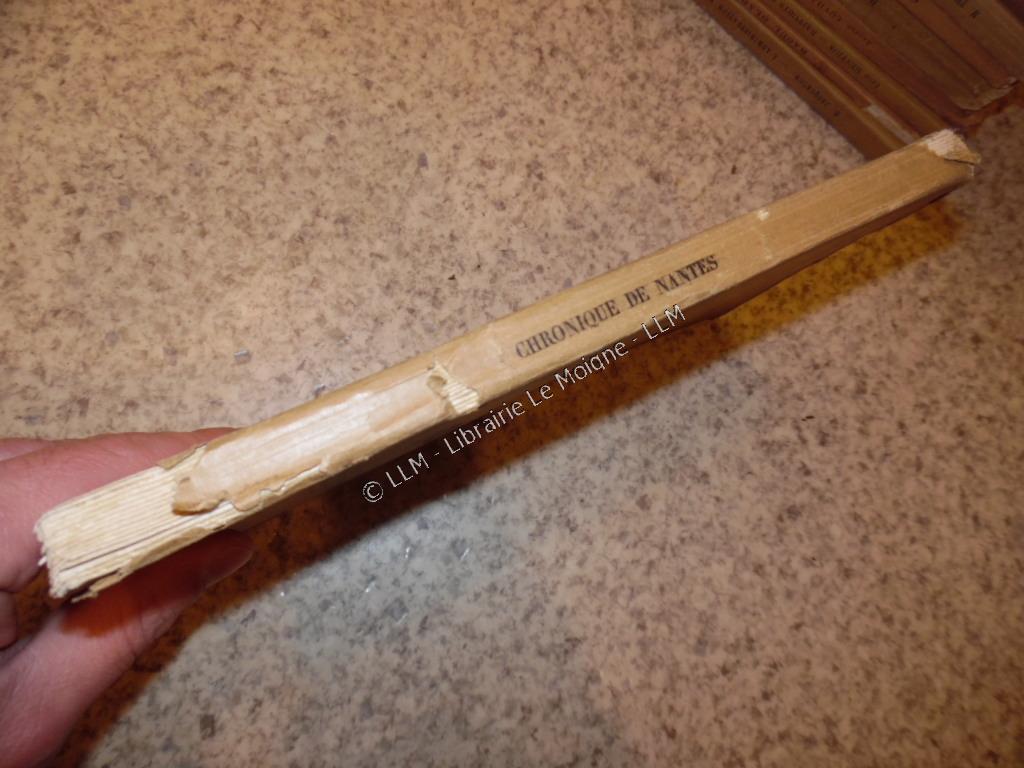 CHRONIQUE DE NANTES
© LLM - Librairie Le Moigne - LLM